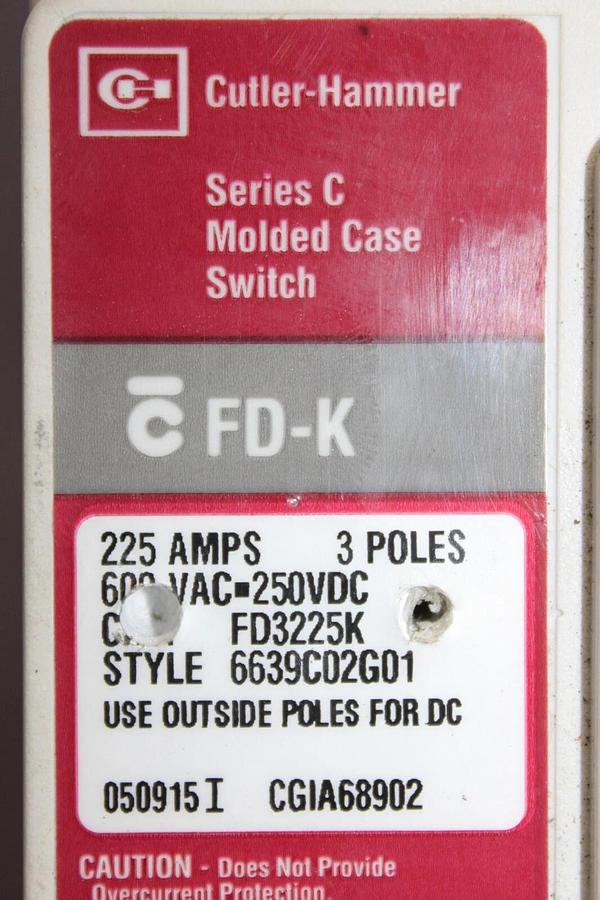 Cutler-Hammer
Series C
Molded Case
Switch
C FD-K
225 AMPS 3 POLES
VAC▪250VDC
FD3225K
STYLE 6639C02G01
USE OUTSIDE POLES FOR DC
050915I CGIA68902
CAUTION - Does Not Provide
Overcurrent Protection.